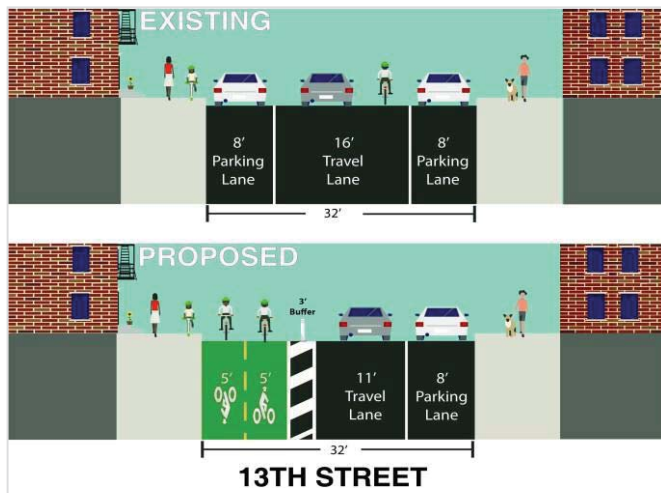 EXISTING
8'
Parking
Lane
16'
Travel
Lane
8'
Parking
Lane
32'
PROPOSED
3'
Buffer
5'
5'
11'
Travel
Lane
8'
Parking
Lane
32'
13TH STREET